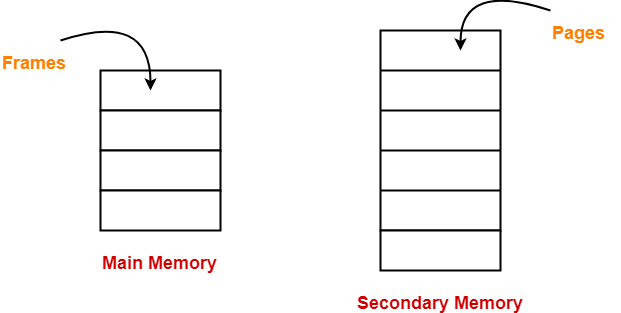 Frames
Pages
Main Memory
Secondary Memory